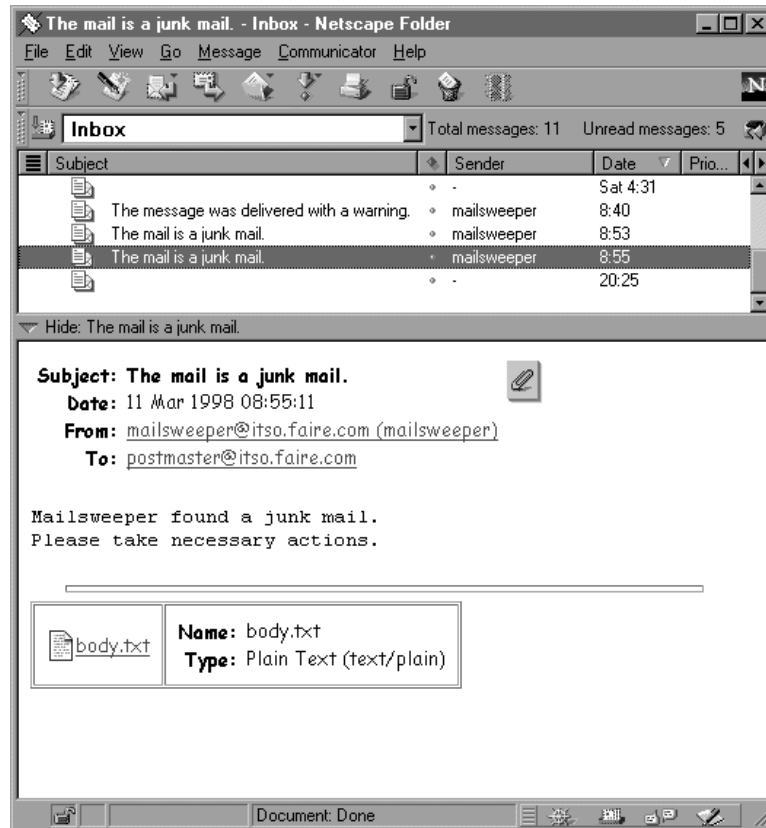 The mail is a junk mail. - Inbox - Netscape Folder
File Edit View Go Message Communicator Help
N
Inbox Total messages: 11 Unread messages: 5
Subject Sender Date Prio...
- Sat 4:31
The message was delivered with a warning. mailsweeper 8:40
The mail is a junk mail. mailsweeper 8:53
The mail is a junk mail. mailsweeper 8:55
- 20:25
Hide: The mail is a junk mail.
Subject: The mail is a junk mail.
Date: 11 Mar 1998 08:55:11
From: mailsweeper@itso.faire.com (mailsweeper)
To: postmaster@itso.faire.com
Mailsweeper found a junk mail.
Please take necessary actions.
body.txt Name: body.txt
Type: Plain Text (text/plain)
Document: Done